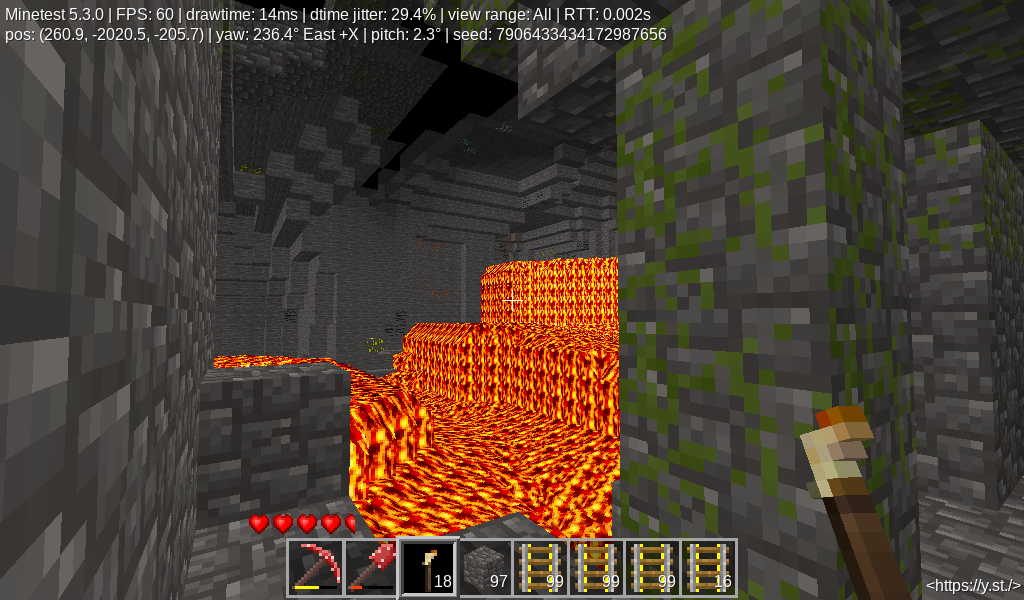 Minetest 5.3.0 | FPS: 60 | drawtime: 14ms | dtime jitter: 29.4% | view range: All | RTT: 0.002s
pos: (260.9, -2020.5, -205.7) | yaw: 236.4° East +X | pitch: 2.3° | seed: 7906433434172987656
18 97 99 99 99 16
<https://y.st./>